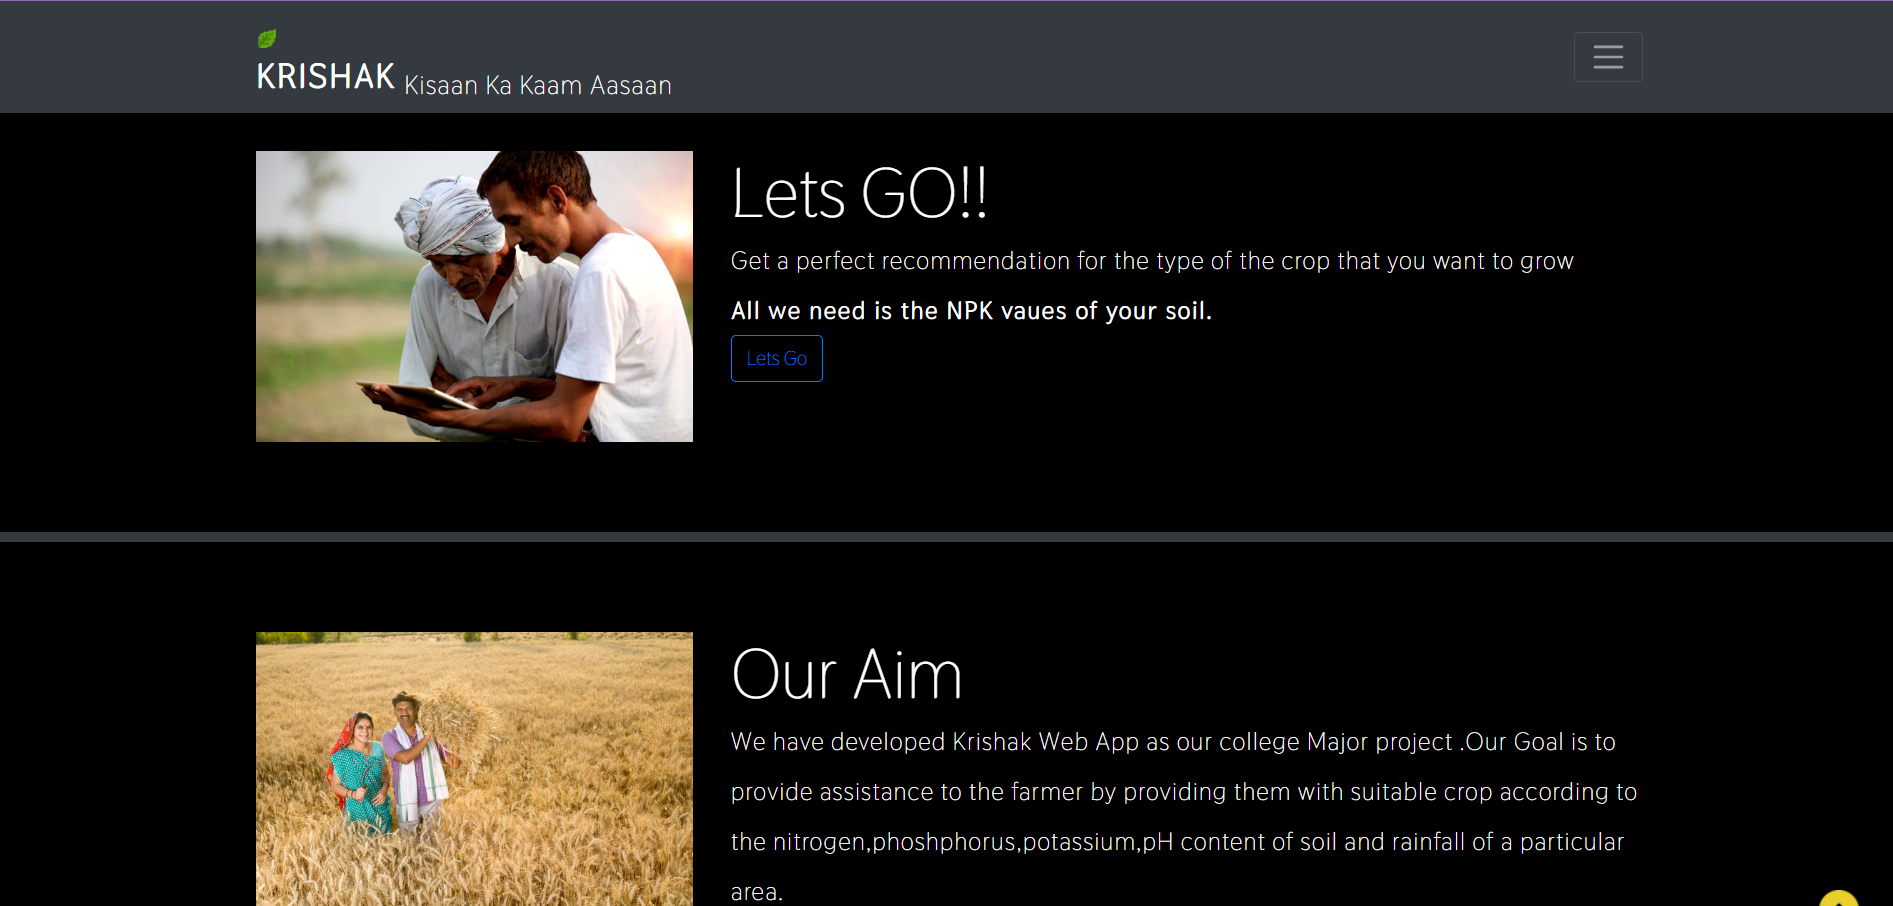 KRISHAK Kisaan Ka Kaam Aasaan
Lets GO!!
Get a perfect recommendation for the type of the crop that you want to grow
All we need is the NPK vaues of your soil.
Lets Go
Our Aim
We have developed Krishak Web App as our college Major project .Our Goal is to
provide assistance to the farmer by providing them with suitable crop according to
the nitrogen,phoshphorus,potassium,pH content of soil and rainfall of a particular
area.